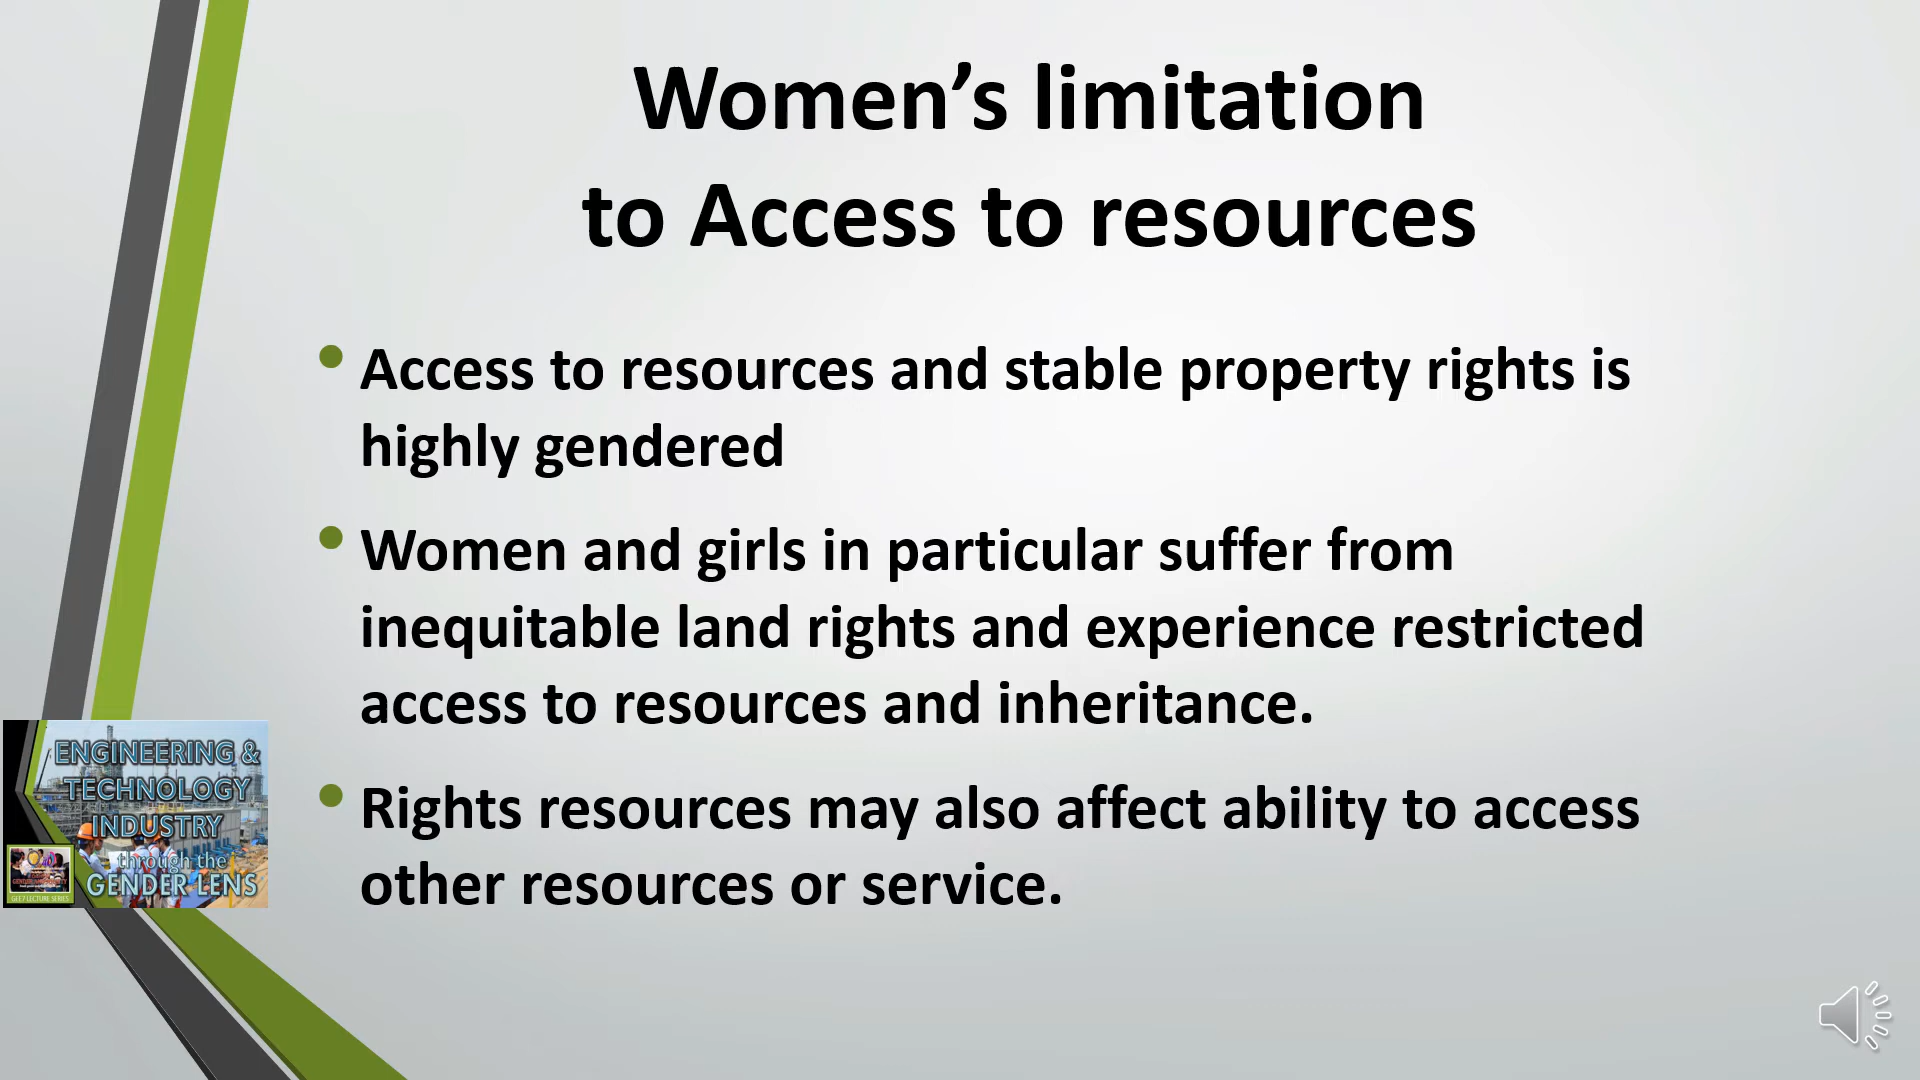 Women’s limitation
to Access to resources
• Access to resources and stable property rights is
highly gendered
• Women and girls in particular suffer from
inequitable land rights and experience restricted
access to resources and inheritance.
• Rights resources may also affect ability to access
other resources or service.
ENGINEERING &
TECHNOLOGY
INDUSTRY
through the
GENDER LENS